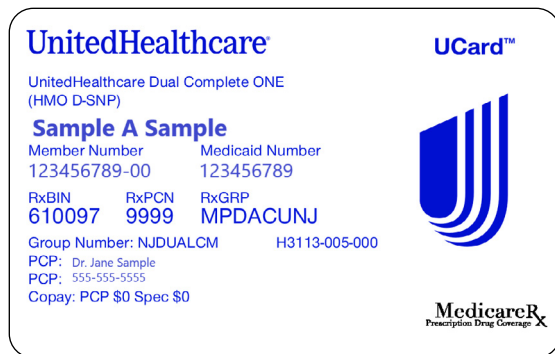 UnitedHealthcare®
UCard™
UnitedHealthcare Dual Complete ONE
(HMO D-SNP)
Sample A Sample
Member Number Medicaid Number
123456789-00 123456789
RxBIN RxPCN RxGRP
610097 9999 MPDACUNJ
Group Number: NJDUALCM H3113-005-000
PCP: Dr. Jane Sample
PCP: 555-555-5555
Copay: PCP $0 Spec $0
MedicareRx
Prescription Drug Coverage